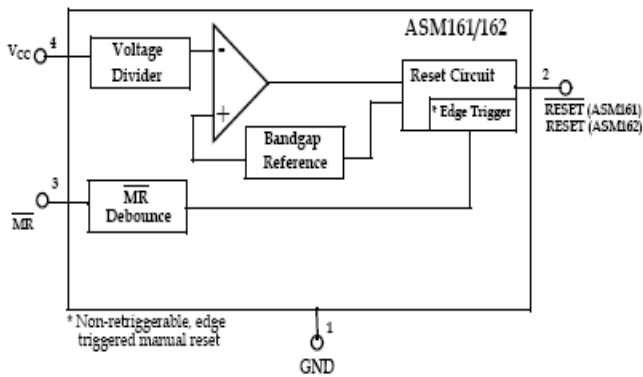 ASM161/162
VCC
4
Voltage
Divider
-
+
Reset Circuit
* Edge Trigger
2
RESET (ASM161)
RESET (ASM162)
Bandgap
Reference
3
MR
MR
Debounce
* Non-retriggerable, edge
triggered manual reset
1
GND